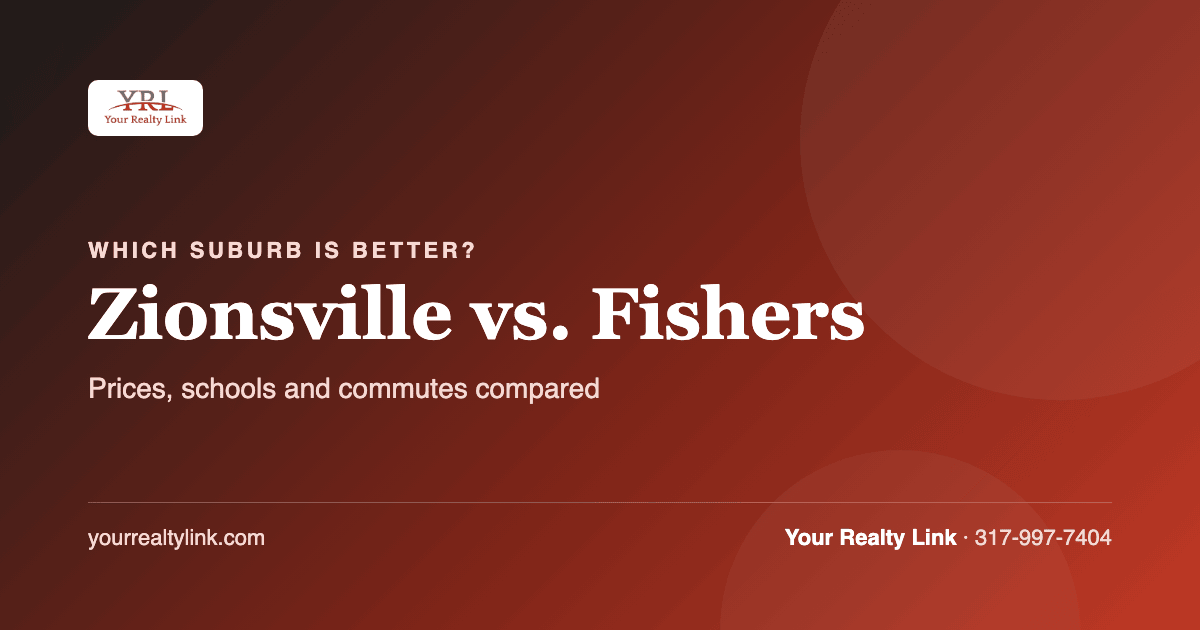 YRL
Your Realty Link
WHICH SUBURB IS BETTER?
Zionsville vs. Fishers
Prices, schools and commutes compared
yourrealtylink.com
Your Realty Link · 317-997-7404